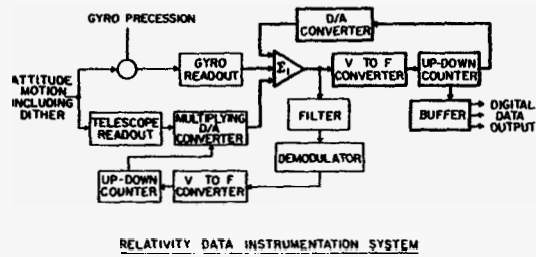 GYRO PRECESSION
D/A
CONVERTER
ATTITUDE
MOTION
INCLUDING
DITHER
GYRO
READOUT
Σ1
V TO F
CONVERTER
UP-DOWN
COUNTER
TELESCOPE
READOUT
MULTIPLYING
D/A
CONVERTER
FILTER
BUFFER
DIGITAL
DATA
OUTPUT
DEMODULATOR
UP-DOWN
COUNTER
V TO F
CONVERTER
RELATIVITY DATA INSTRUMENTATION SYSTEM